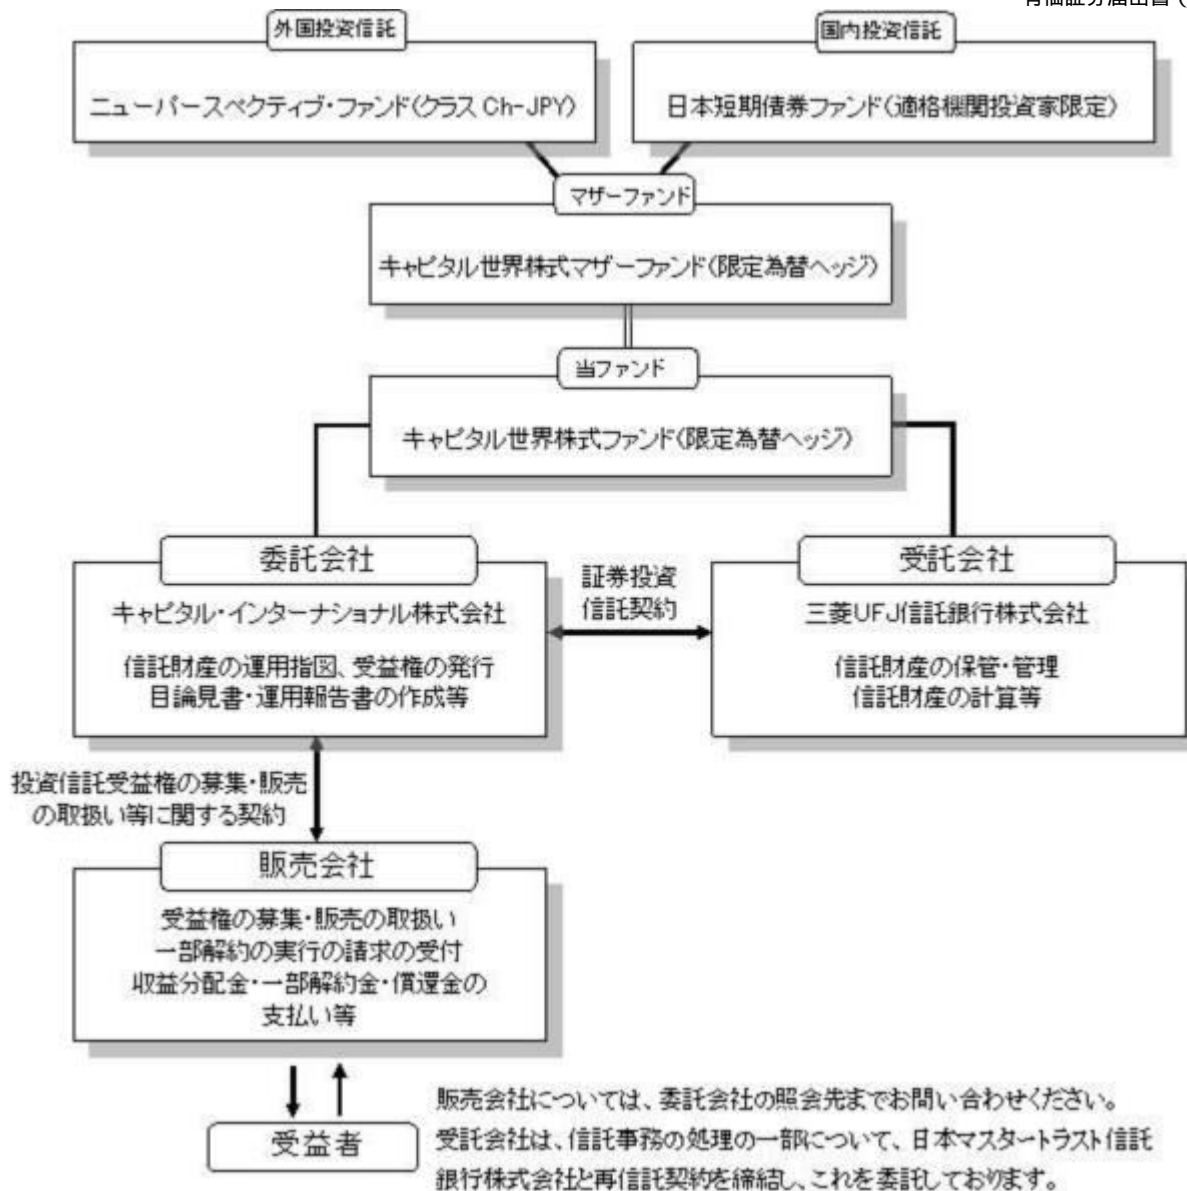 有価証券届出書（
外国投資信託
国内投資信託
ニューパースペクティブ・ファンド（クラス Ch-JPY）
日本短期債券ファンド（適格機関投資家限定）
マザーファンド
キャピタル世界株式マザーファンド（限定為替ヘッジ）
当ファンド
キャピタル世界株式ファンド（限定為替ヘッジ）
委託会社
キャピタル・インターナショナル株式会社
信託財産の運用指図、受益権の発行
目論見書・運用報告書の作成等
証券投資
信託契約
受託会社
三菱UFJ信託銀行株式会社
信託財産の保管・管理
信託財産の計算等
投資信託受益権の募集・販売
の取扱い等に関する契約
販売会社
受益権の募集・販売の取扱い
一部解約の実行の請求の受付
収益分配金・一部解約金・償還金の
支払い等
受益者
販売会社については、委託会社の照会先までお問い合わせください。
受託会社は、信託事務の処理の一部について、日本マスタートラスト信託
銀行株式会社と再信託契約を締結し、これを委託しております。